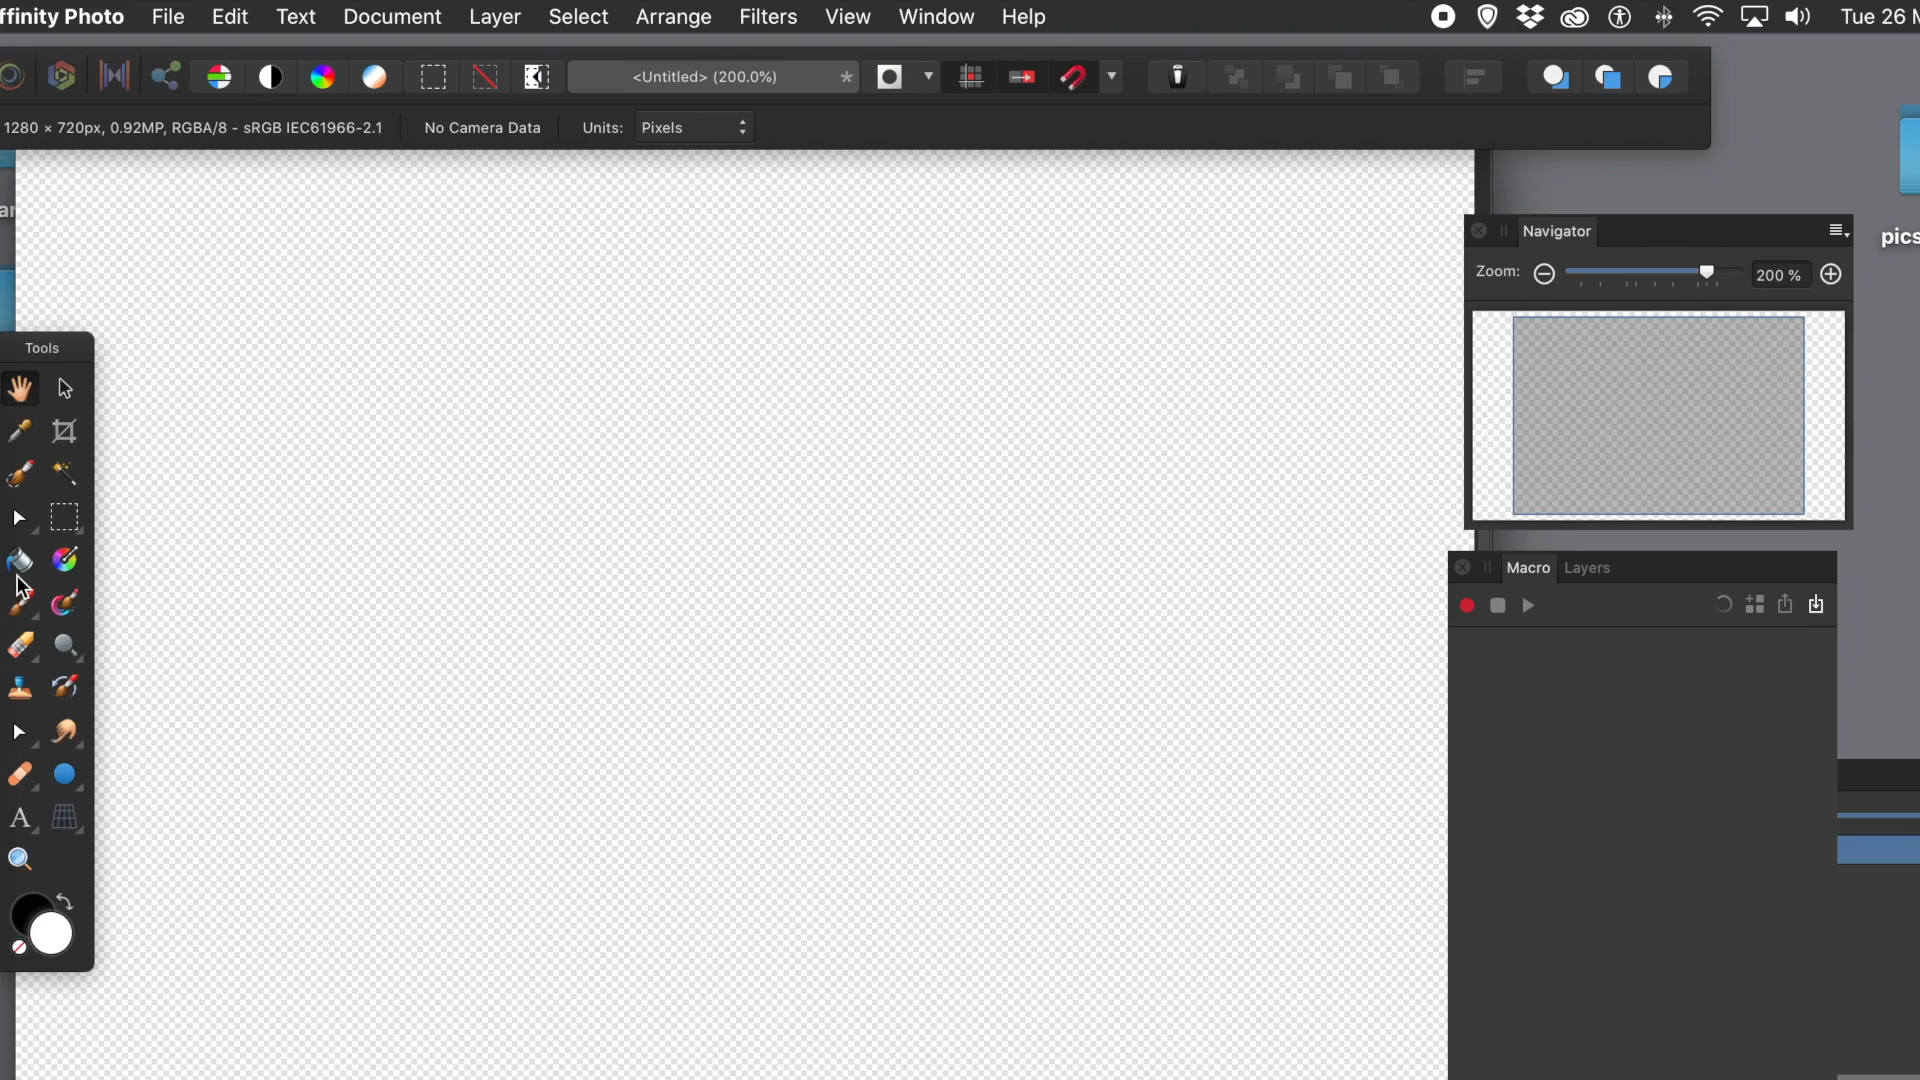 ffinity Photo File Edit Text Document Layer Select Arrange Filters View Window Help Tue 26 M
<Untitled> (200.0%) *
1280 × 720px, 0.92MP, RGBA/8 - sRGB IEC61966-2.1 No Camera Data Units: Pixels
ar
pics
Navigator
Zoom: 200 %
Tools
Macro Layers
A